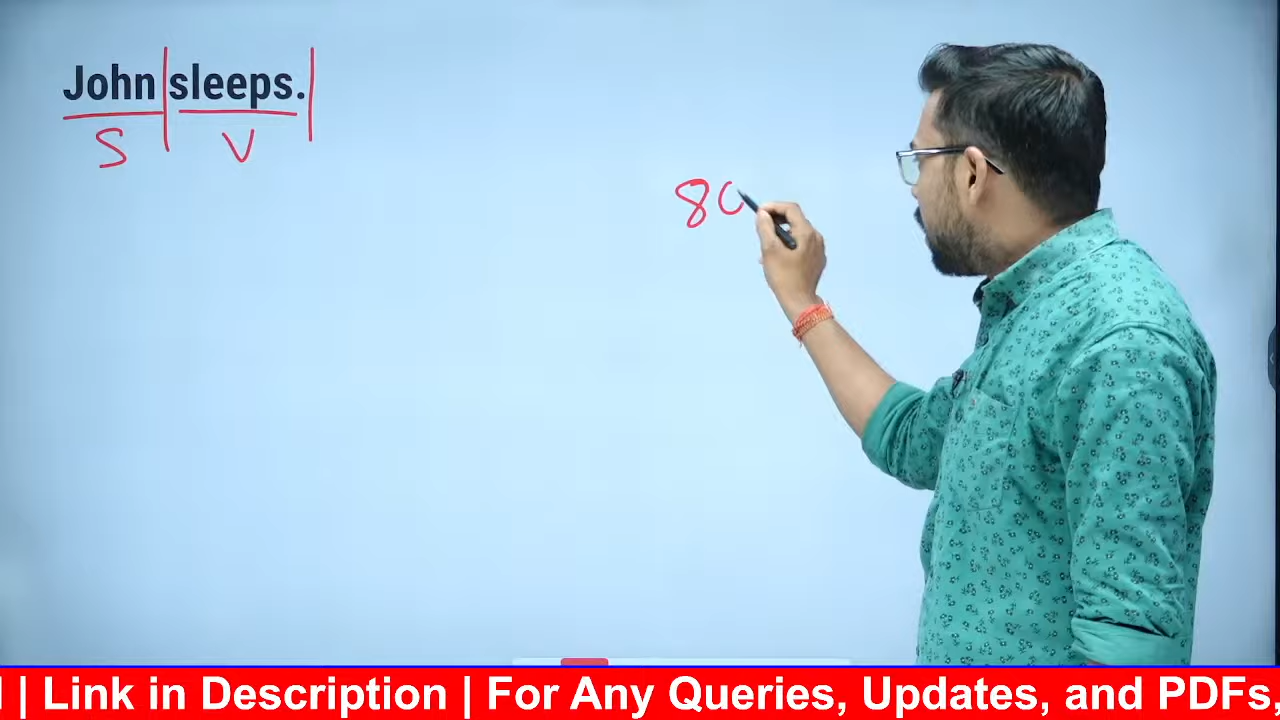 John sleeps.
S V
80
| Link in Description | For Any Queries, Updates, and PDFs,